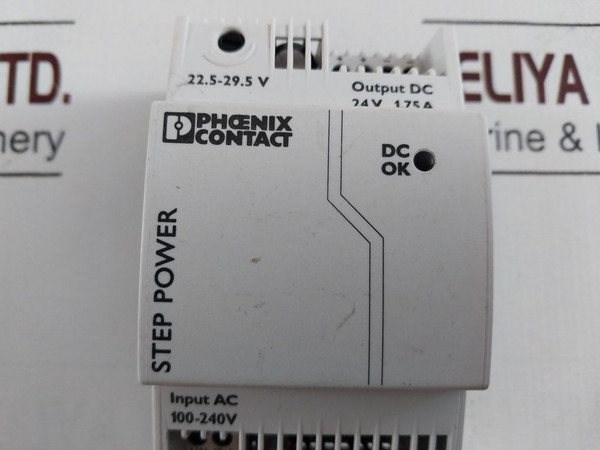 TD.
ELIYA
nery
rine &
22.5-29.5 V
Output DC
24V 1.75A
PHŒNIX
CONTACT
DC
OK
STEP POWER
Input AC
100-240V